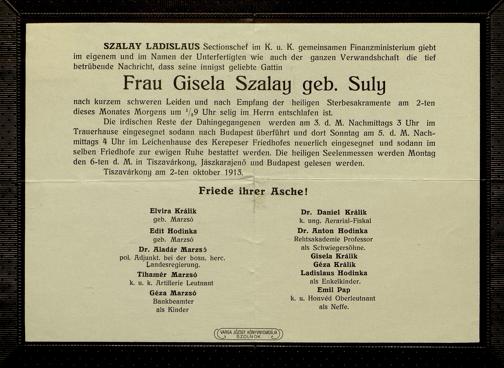 SZALAY LADISLAUS Sectionschef im K. u. K. gemeinsamen Finanzministerium giebt
im eigenem und im Namen der Unterfertigten wie auch der ganzen Verwandshchaft die tief
betrübende Nachricht, dass seine innigst geliebte Gattin
Frau Gisela Szalay geb. Suly
nach kurzem schweren Leiden und nach Empfang der heiligen Sterbesakramente am 2-ten
dieses Monates Morgens um ½9 Uhr selig im Herrn entschlafen ist.
Die irdischen Reste der Dahingegangenen werden am 3. d. M. Nachmittags 3 Uhr im
Trauerhause eingesegnet sodann nach Budapest überführt und dort Sonntag am 5. d. M. Nach-
mittags 4 Uhr im Leichenhause des Kerepeser Friedhofes neuerlich eingesegnet und sodann im
selben Friedhofe zur ewigen Ruhe bestattet werden. Die heiligen Seelenmessen werden Montag
den 6-ten d. M. in Tiszavárkony, Jászkarajenő und Budapest gelesen werden.
Tiszavárkony am 2-ten oktober 1913.
Friede ihrer Asche!
Elvira Králik
geb. Marzsó
Edit Hodinka
geb. Marzsó
Dr. Aladár Marzsó
pol. Adjunkt. bei der bosn. herc.
Landesregierung.
Tihamér Marzsó
k. u. k. Artillerie Leutnant
Géza Marzsó
Bankbeamter
als Kinder
Dr. Daniel Králik
k. ung. Aerarial-Fiskal
Dr. Anton Hodinka
Rehtsakademie Professor
als Schwiegersöhne.
Gisela Králik
Géza Králik
Ladislaus Hodinka
als Enkelkinder.
Emil Pap
k. u. Honvéd Oberleutnant
als Neffe.
VARGA JÓZSEF KÖNYVNYOMDÁJA
SZOLNOK